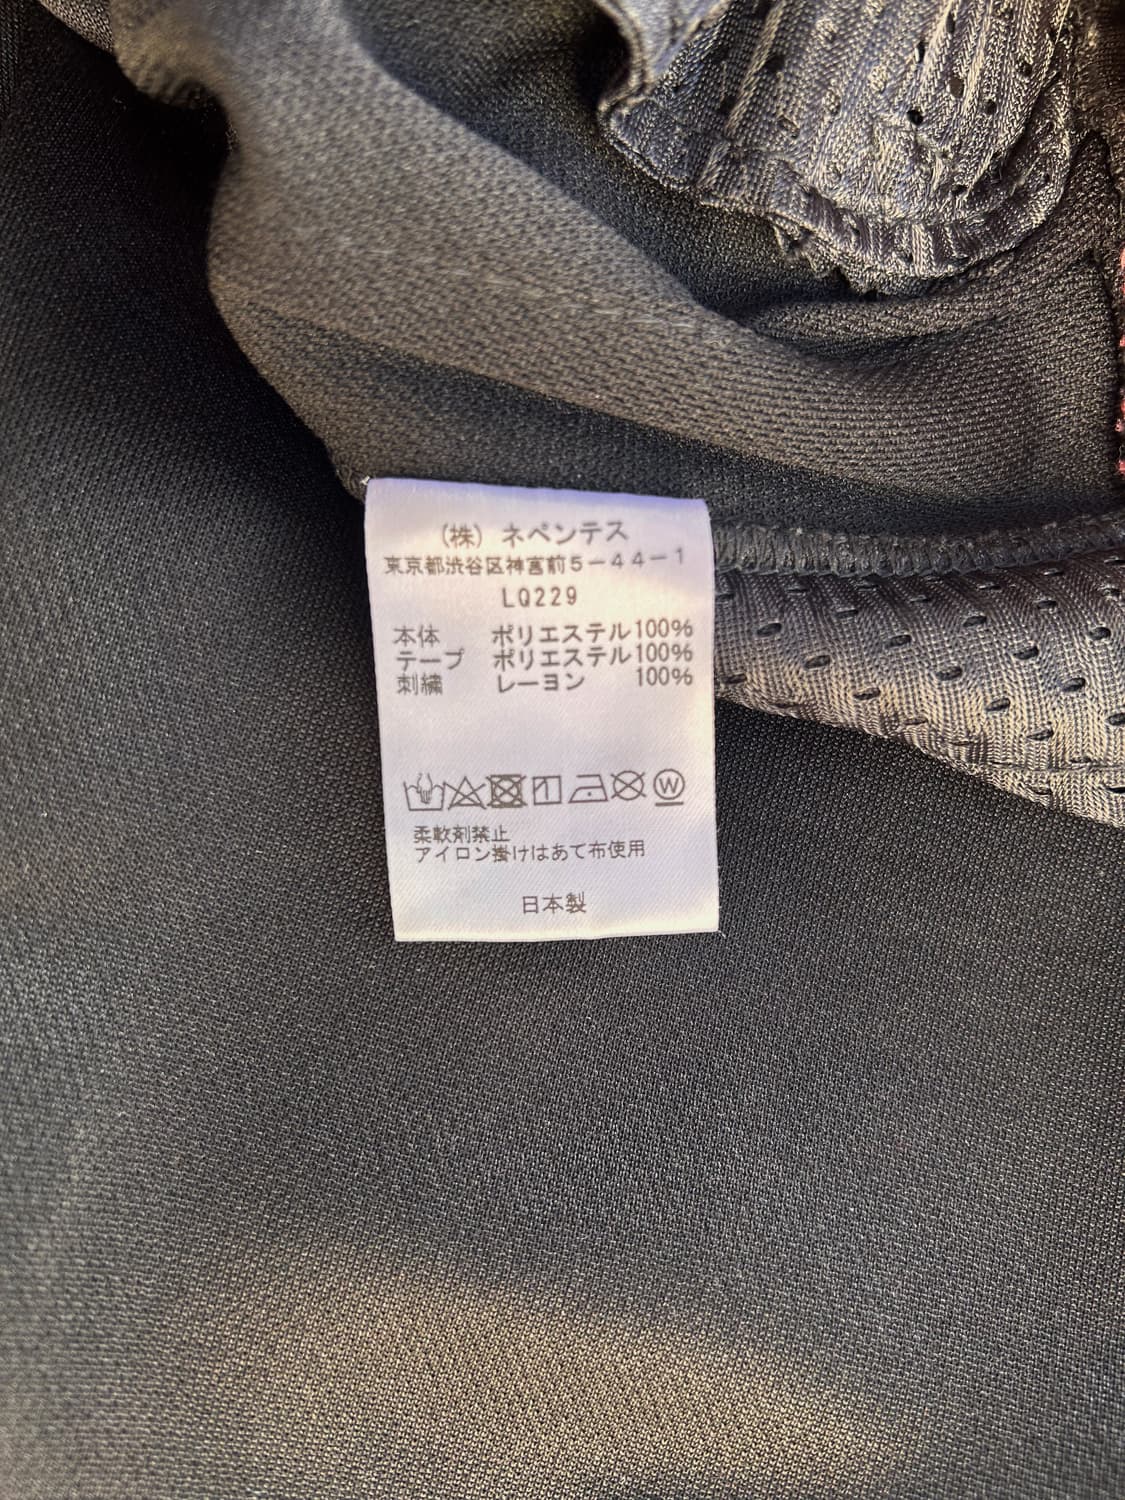 (株) ネペンテス
東京都渋谷区神宮前5-44-1
LQ229
本体 ポリエステル100%
テープ ポリエステル100%
刺繍 レーヨン 100%
W
柔軟剤禁止
アイロン掛けはあて布使用
日本製